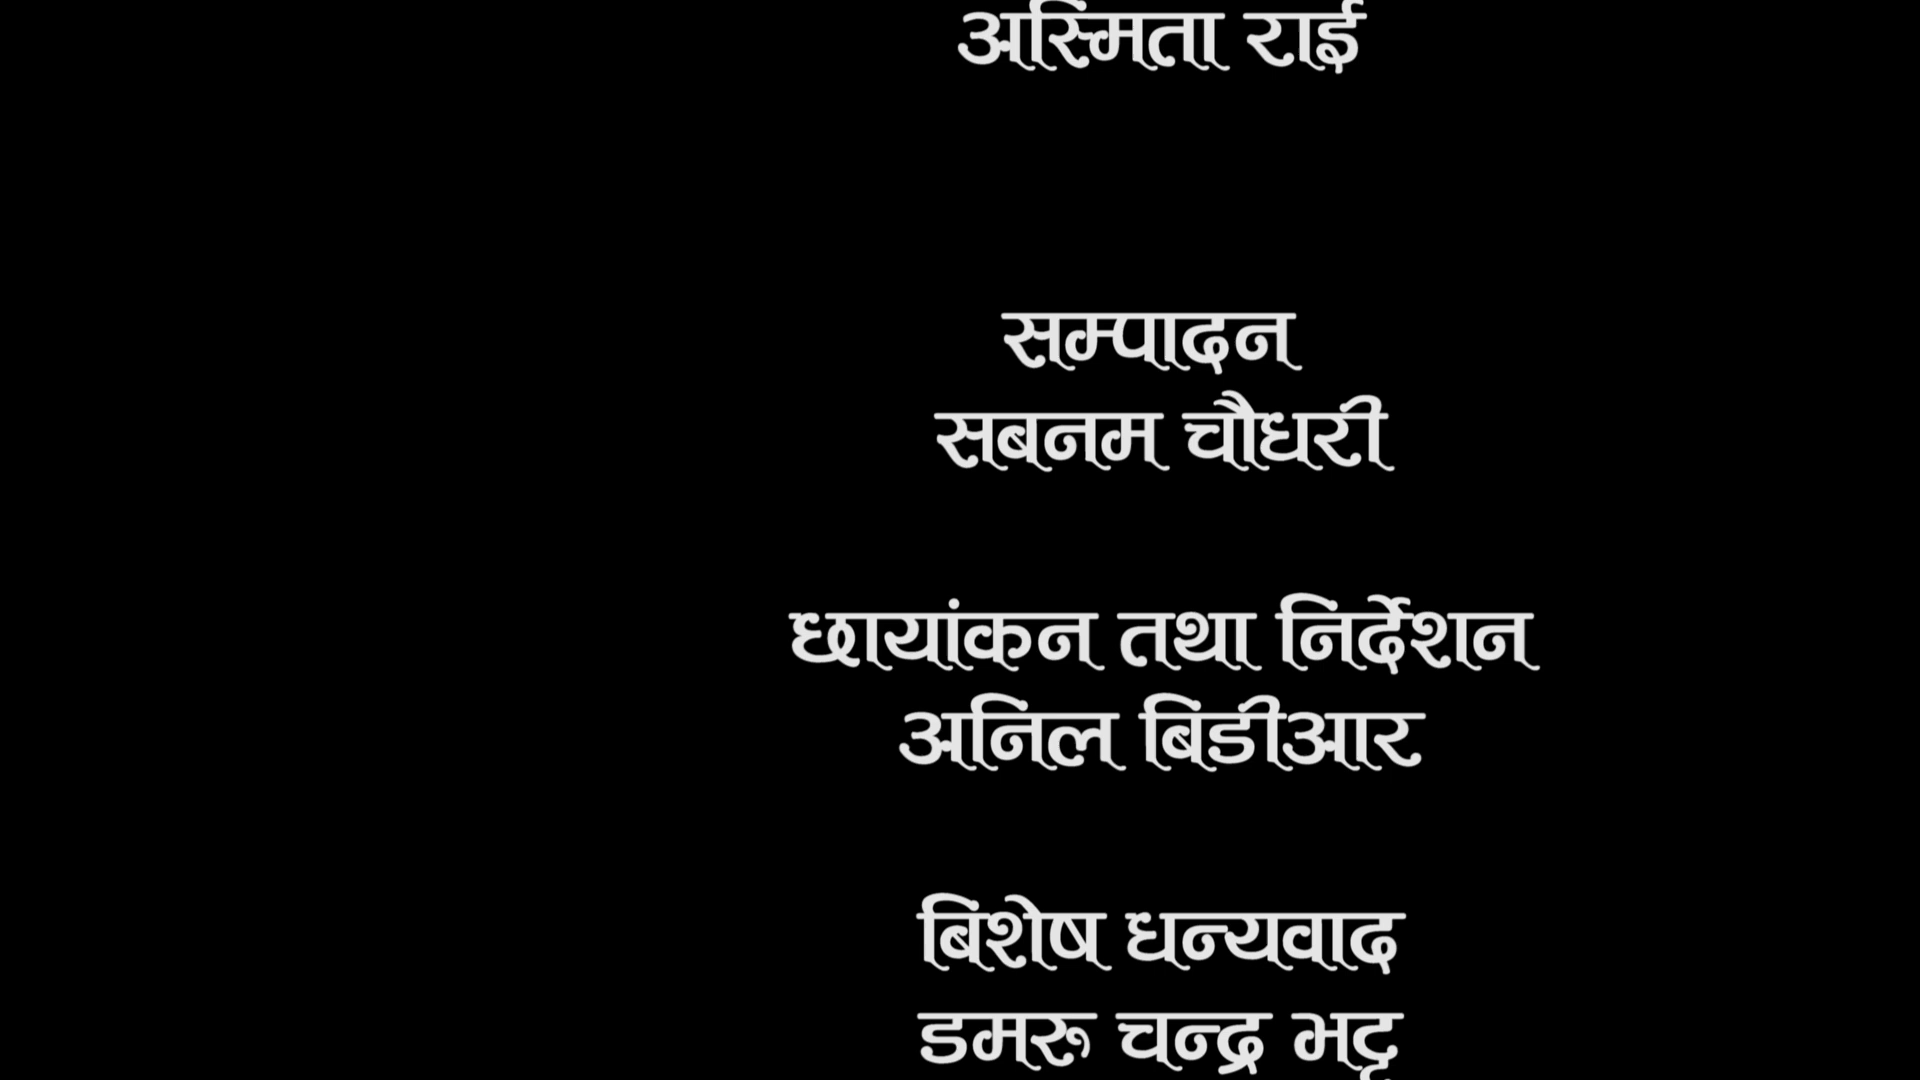 अस्मिता राई
सम्पादन
सबनम चौधरी
छायांकन तथा निर्देशन
अनिल बिडीआर
बिशेष धन्यवाद
डमरू चन्द्र भट्ट